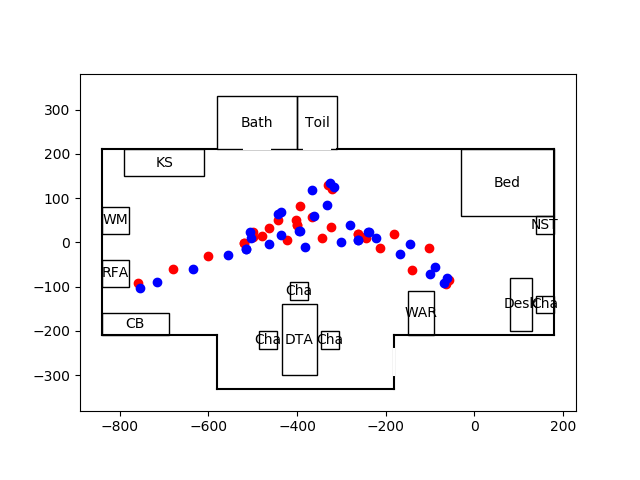 300
200
100
0
−100
−200
−300
Bath
Toil
KS
Bed
WM
NST
RFA
Cha
CB
WAR
Desk
Cha
Cha
DTA
Cha
−800
−600
−400
−200
0
200